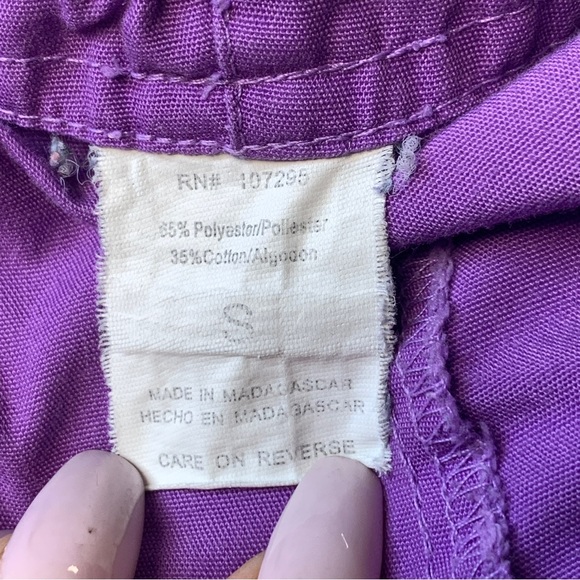 RN# 107295
65% Polyester/Poliester
35%Cotton/Algodon
S
MADE IN MADAGASCAR
HECHO EN MADAGASCAR
CARE ON REVERSE